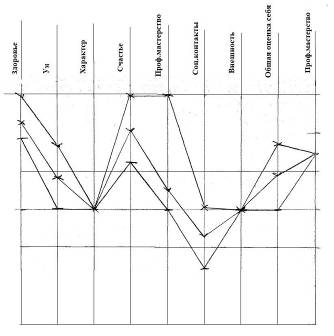 Здоровье
Ум
Характер
Счастье
Проф.мастерство
Соц.контакты
Внешность
Общая оценка себя
Проф.мастерство